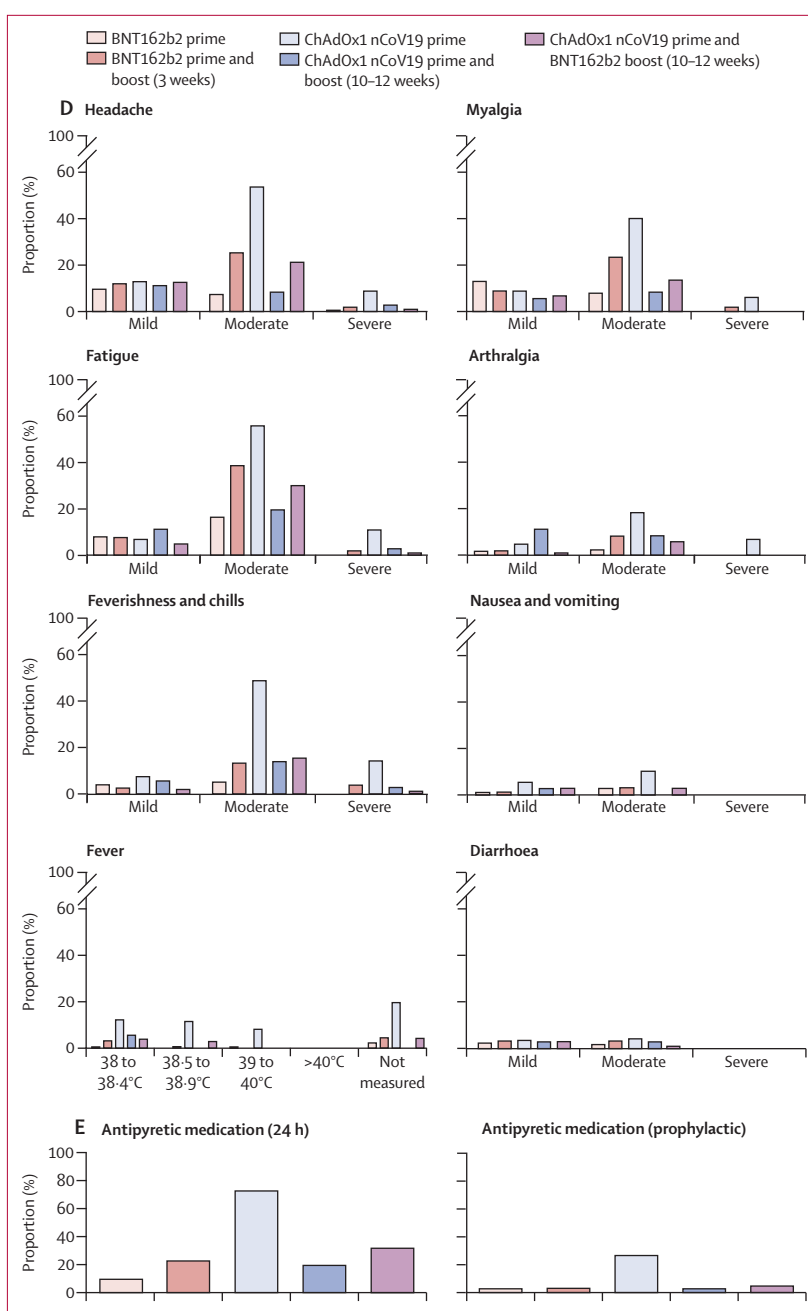 BNT162b2 prime
BNT162b2 prime and
boost (3 weeks)
ChAdOx1 nCoV19 prime
ChAdOx1 nCoV19 prime and
boost (10–12 weeks)
ChAdOx1 nCoV19 prime and
BNT162b2 boost (10–12 weeks)
D Headache
Proportion (%)
100
60
40
20
0
Mild Moderate Severe
Myalgia
Mild Moderate Severe
Fatigue
Proportion (%)
100
60
40
20
0
Mild Moderate Severe
Arthralgia
Mild Moderate Severe
Feverishness and chills
Proportion (%)
100
60
40
20
0
Mild Moderate Severe
Nausea and vomiting
Mild Moderate Severe
Fever
Proportion (%)
100
60
40
20
0
38 to 38·5 to 39 to >40°C Not
38·4°C 38·9°C 40°C measured
Diarrhoea
Mild Moderate Severe
E Antipyretic medication (24 h)
Proportion (%)
100
80
60
40
20
0
Antipyretic medication (prophylactic)